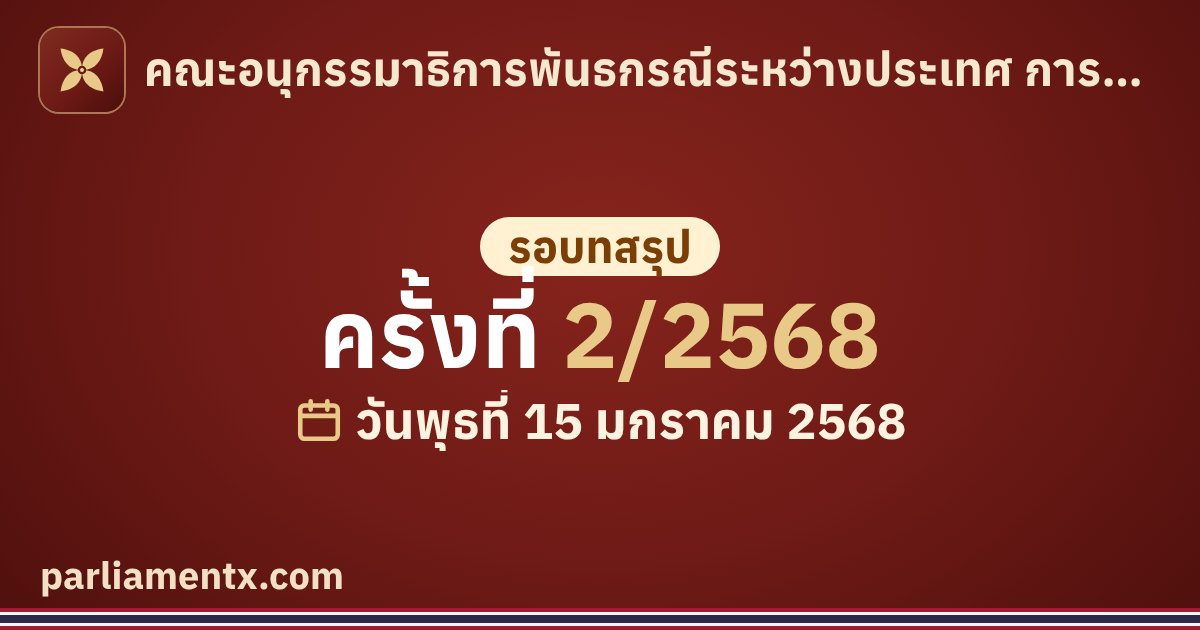 คณะอนุกรรมาธิการพันธกรณีระหว่างประเทศ การ...
รอบทสรุป
ครั้งที่ 2/2568
วันพุธที่ 15 มกราคม 2568
parliamentx.com